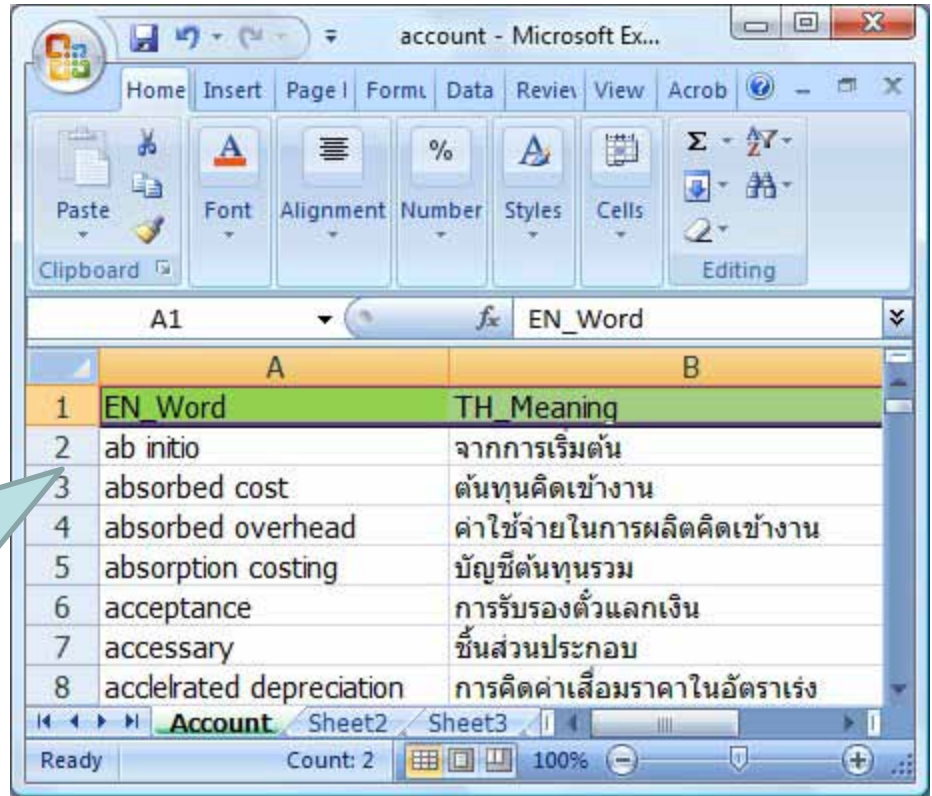 account - Microsoft Ex...
Home Insert Page l Formu Data Review View Acrob
Paste Font Alignment Number Styles Cells
Clipboard Editing
A1 fx EN_Word
A B
1 EN_Word TH_Meaning
2 ab initio จากการเริ่มต้น
3 absorbed cost ต้นทุนคิดเข้างาน
4 absorbed overhead ค่าใช้จ่ายในการผลิตคิดเข้างาน
5 absorption costing บัญชีต้นทุนรวม
6 acceptance การรับรองตั๋วแลกเงิน
7 accessary ชิ้นส่วนประกอบ
8 acclelrated depreciation การคิดค่าเสื่อมราคาในอัตราเร่ง
Account Sheet2 Sheet3
Ready Count: 2 100%